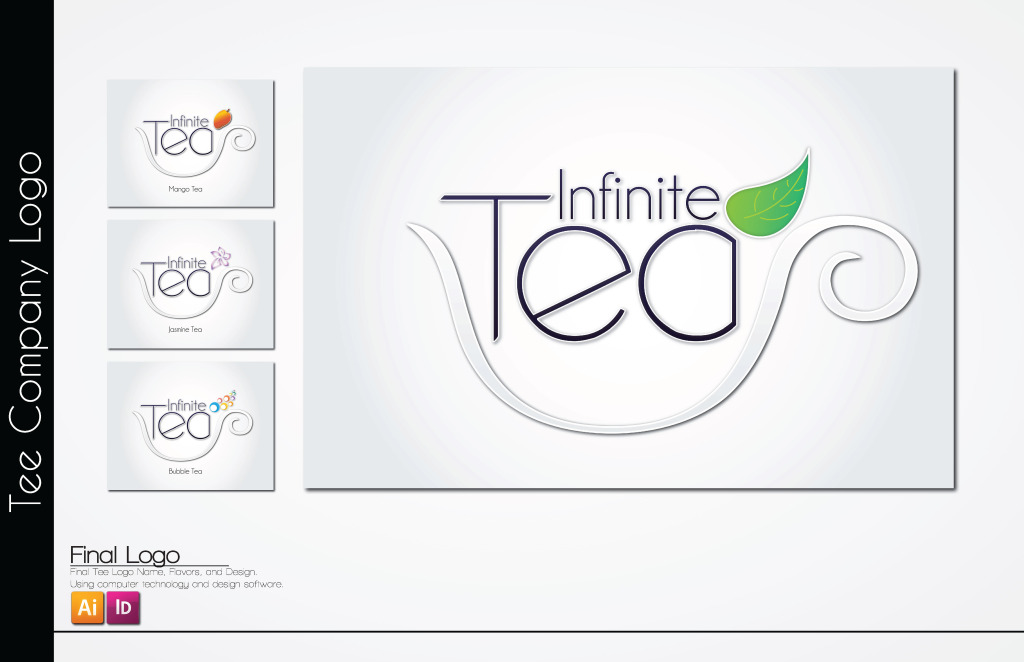 Tee Company Logo
Infinite
Tea
Mango Tea
Infinite
Tea
Jasmine Tea
Infinite
Tea
Bubble Tea
Infinite
Tea
Final Logo
Final Tee Logo Name, Flavors, and Design.
Using computer technology and design software.
Ai ID